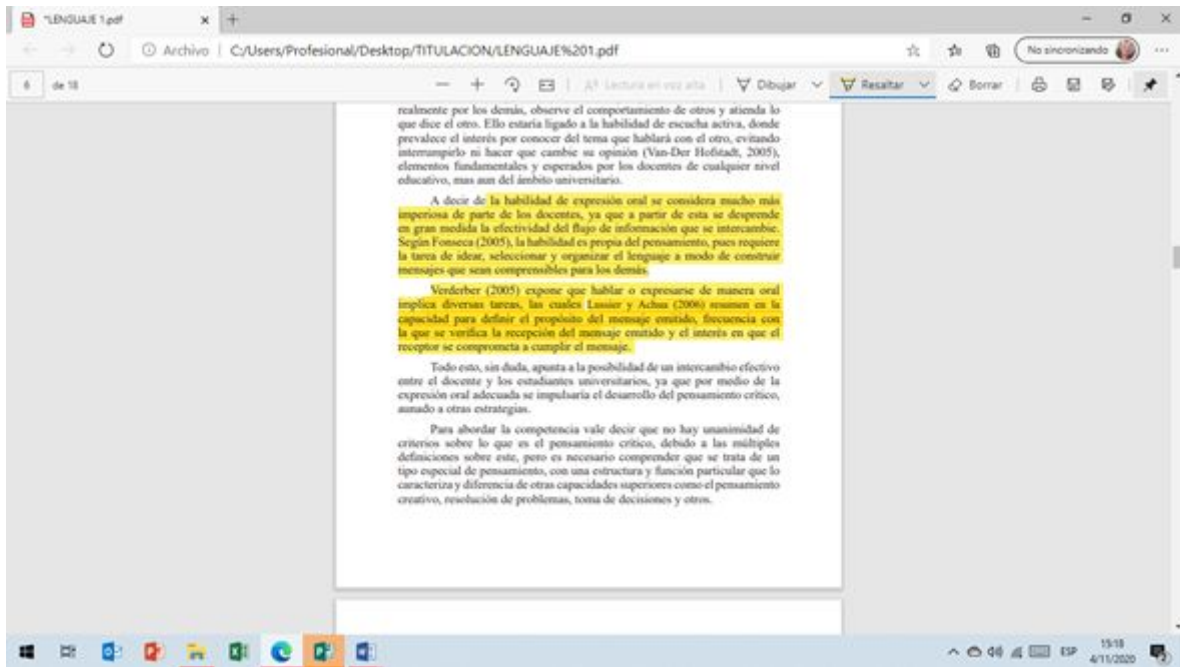 *LENGUAJE 1.pdf
Archivo | C:/Users/Profesional/Desktop/TITULACION/LENGUAJE%201.pdf
No sincronizando
6 de 18
Lectura en voz alta
Dibujar
Resaltar
Borrar
realmente por los demás, observe el comportamiento de otros y atienda lo
que dice el otro. Ello estaría ligado a la habilidad de escucha activa, donde
prevalece el interés por conocer del tema que hablará con el otro, evitando
interrumpirlo ni hacer que cambie su opinión (Van-Der Hofstadt, 2005),
elementos fundamentales y esperados por los docentes de cualquier nivel
educativo, mas aun del ámbito universitario.
A decir de la habilidad de expresión oral se considera mucho más
imperiosa de parte de los docentes, ya que a partir de esta se desprende
en gran medida la efectividad del flujo de información que se intercambie.
Según Fonseca (2005), la habilidad es propia del pensamiento, pues requiere
la tarea de idear, seleccionar y organizar el lenguaje a modo de construir
mensajes que sean comprensibles para los demás.
Verderber (2005) expone que hablar o expresarse de manera oral
implica diversas tareas, las cuales Lussier y Achua (2006) resumen en la
capacidad para definir el propósito del mensaje emitido, frecuencia con
la que se verifica la recepción del mensaje emitido y el interés en que el
receptor se comprometa a cumplir el mensaje.
Todo esto, sin duda, apunta a la posibilidad de un intercambio efectivo
entre el docente y los estudiantes universitarios, ya que por medio de la
expresión oral adecuada se impulsaría el desarrollo del pensamiento crítico,
aunado a otras estrategias.
Para abordar la competencia vale decir que no hay unanimidad de
criterios sobre lo que es el pensamiento crítico, debido a las múltiples
definiciones sobre este, pero es necesario comprender que se trata de un
tipo especial de pensamiento, con una estructura y función particular que lo
caracteriza y diferencia de otras capacidades superiores como el pensamiento
creativo, resolución de problemas, toma de decisiones y otros.
ESP
15:18
4/11/2020